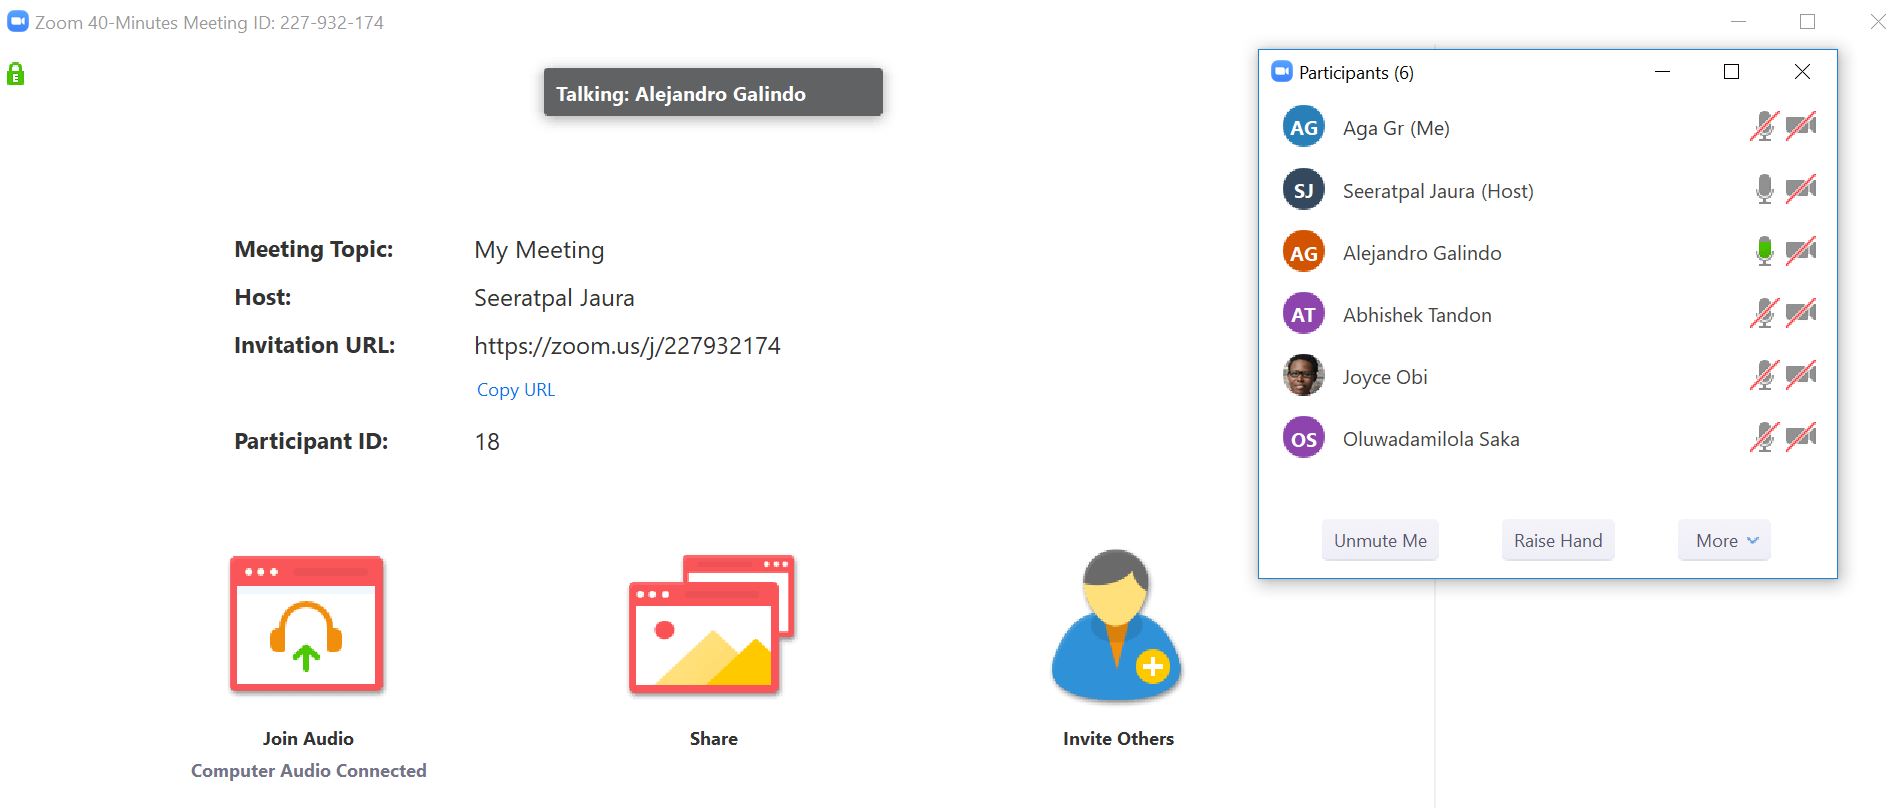 Zoom 40-Minutes Meeting ID: 227-932-174
E
Talking: Alejandro Galindo
Meeting Topic: My Meeting
Host: Seeratpal Jaura
Invitation URL: https://zoom.us/j/227932174
Copy URL
Participant ID: 18
Join Audio
Computer Audio Connected
Share
Invite Others
Participants (6)
AG Aga Gr (Me)
SJ Seeratpal Jaura (Host)
AG Alejandro Galindo
AT Abhishek Tandon
Joyce Obi
OS Oluwadamilola Saka
Unmute Me Raise Hand More